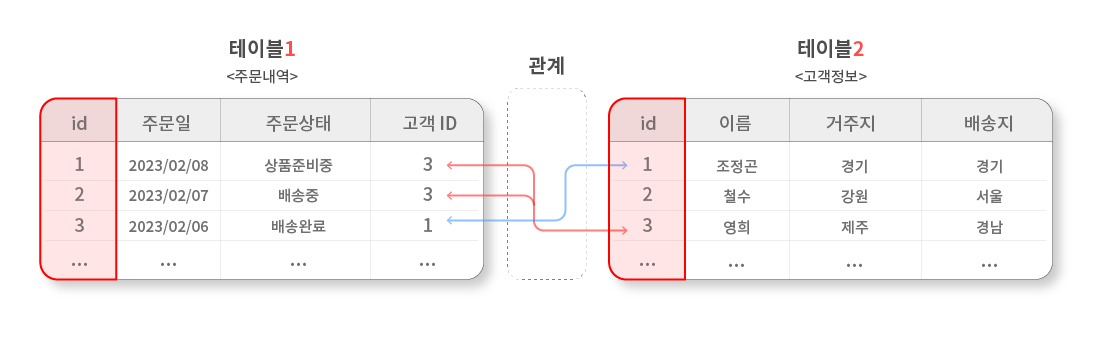 테이블1
<주문내역>
id 주문일 주문상태 고객 ID
1 2023/02/08 상품준비중 3
2 2023/02/07 배송중 3
3 2023/02/06 배송완료 1
... ... ... ...
관계
테이블2
<고객정보>
id 이름 거주지 배송지
1 조정곤 경기 경기
2 철수 강원 서울
3 영희 제주 경남
... ... ... ...